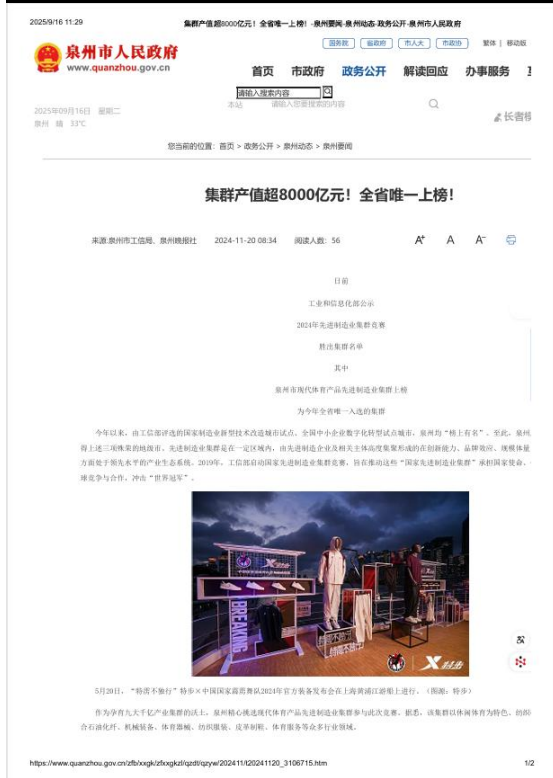 2025/9/16 11:29
集群产值超8000亿元！全省唯一上榜！-泉州要闻-泉州动态-政务公开-泉州市人民政府
国务院 省政府 市人大 市政协 繁体 | 移动版
泉州市人民政府
www.quanzhou.gov.cn
首页 市政府 政务公开 解读回应 办事服务
请输入搜索内容
本站 请输入您要搜索的内容
2025年09月16日 星期二
泉州 晴 33℃
长者模
您当前的位置：首页 > 政务公开 > 泉州动态 > 泉州要闻
集群产值超8000亿元！全省唯一上榜！
来源:泉州市工信局、泉州晚报社 2024-11-20 08:34 阅读人数：56 A+ A A-
日前
工业和信息化部公示
2024年先进制造业集群竞赛
胜出集群名单
其中
泉州市现代体育产品先进制造业集群上榜
为今年全省唯一入选的集群
今年以来，由工信部评选的国家制造业新型技术改造城市试点、全国中小企业数字化转型试点城市，泉州均“榜上有名”。至此，泉州
得上述三项殊荣的地级市。先进制造业集群是在一定区域内，由先进制造企业及相关主体高度集聚形成的在创新能力、品牌效应、规模体量
方面处于领先水平的产业生态系统。2019年，工信部启动国家先进制造业集群竞赛，旨在推动这些“国家先进制造业集群”承担国家使命、
球竞争与合作，冲击“世界冠军”。
BREAKING
特步
5月20日，“特湃不独行”特步×中国国家霹雳舞队2024年官方装备发布会在上海黄浦江游船上进行。（图源：特步）
作为孕育九大千亿产业集群的沃土，泉州精心挑选现代体育产品先进制造业集群参与此次竞赛。据悉，该集群以休闲体育为特色，纺织
合石油化纤、机械装备、体育器械、纺织服装、皮革制鞋、体育服务等众多行业领域。
https://www.quanzhou.gov.cn/zfb/xxgk/zfxxgkzl/qzdt/qzyw/202411/t20241120_3106715.htm
1/2